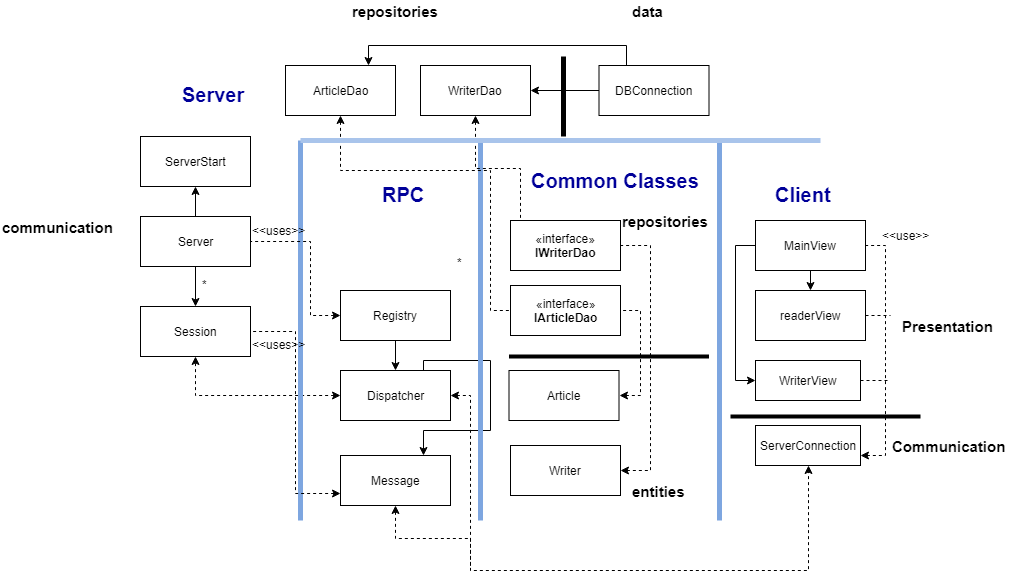 repositories
data
ArticleDao
WriterDao
DBConnection
Server
ServerStart
RPC
Common Classes
Client
communication
Server
<<uses>>
*
Session
<<uses>>
*
Registry
Dispatcher
Message
«interface»
IWriterDao
repositories
«interface»
IArticleDao
Article
Writer
entities
MainView
<<use>>
readerView
Presentation
WriterView
ServerConnection
Communication